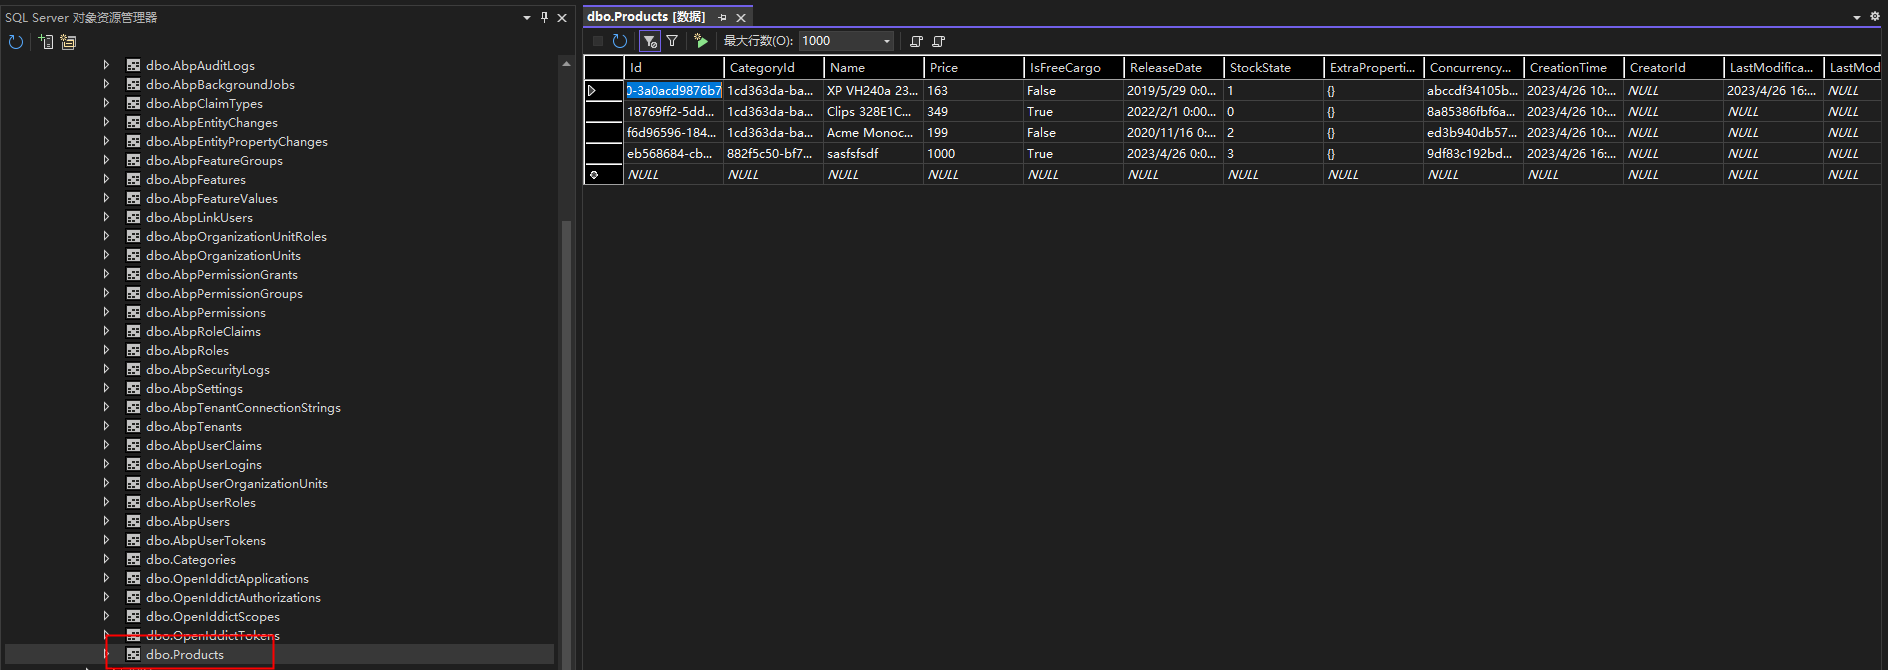 SQL Server 对象资源管理器
dbo.AbpAuditLogs
dbo.AbpBackgroundJobs
dbo.AbpClaimTypes
dbo.AbpEntityChanges
dbo.AbpEntityPropertyChanges
dbo.AbpFeatureGroups
dbo.AbpFeatures
dbo.AbpFeatureValues
dbo.AbpLinkUsers
dbo.AbpOrganizationUnitRoles
dbo.AbpOrganizationUnits
dbo.AbpPermissionGrants
dbo.AbpPermissionGroups
dbo.AbpPermissions
dbo.AbpRoleClaims
dbo.AbpRoles
dbo.AbpSecurityLogs
dbo.AbpSettings
dbo.AbpTenantConnectionStrings
dbo.AbpTenants
dbo.AbpUserClaims
dbo.AbpUserLogins
dbo.AbpUserOrganizationUnits
dbo.AbpUserRoles
dbo.AbpUsers
dbo.AbpUserTokens
dbo.Categories
dbo.OpenIddictApplications
dbo.OpenIddictAuthorizations
dbo.OpenIddictScopes
dbo.OpenIddictTokens
dbo.Products
dbo.Products [数据]
最大行数(O): 1000
Id CategoryId Name Price IsFreeCargo ReleaseDate StockState ExtraProperti... Concurrency... CreationTime CreatorId LastModifica... LastMod
0-3a0acd9876b7 1cd363da-ba... XP VH240a 23... 163 False 2019/5/29 0:0... 1 {} abccdf34105b... 2023/4/26 10:... NULL 2023/4/26 16:... NULL
18769ff2-5dd... 1cd363da-ba... Clips 328E1C... 349 True 2022/2/1 0:00... 0 {} 8a85386fbf6a... 2023/4/26 10:... NULL NULL NULL
f6d96596-184... 1cd363da-ba... Acme Monoc... 199 False 2020/11/16 0:... 2 {} ed3b940db57... 2023/4/26 10:... NULL NULL NULL
eb568684-cb... 882f5c50-bf7... sasfsfsdf 1000 True 2023/4/26 0:0... 3 {} 9df83c192bd... 2023/4/26 16:... NULL NULL NULL
NULL NULL NULL NULL NULL NULL NULL NULL NULL NULL NULL NULL NULL